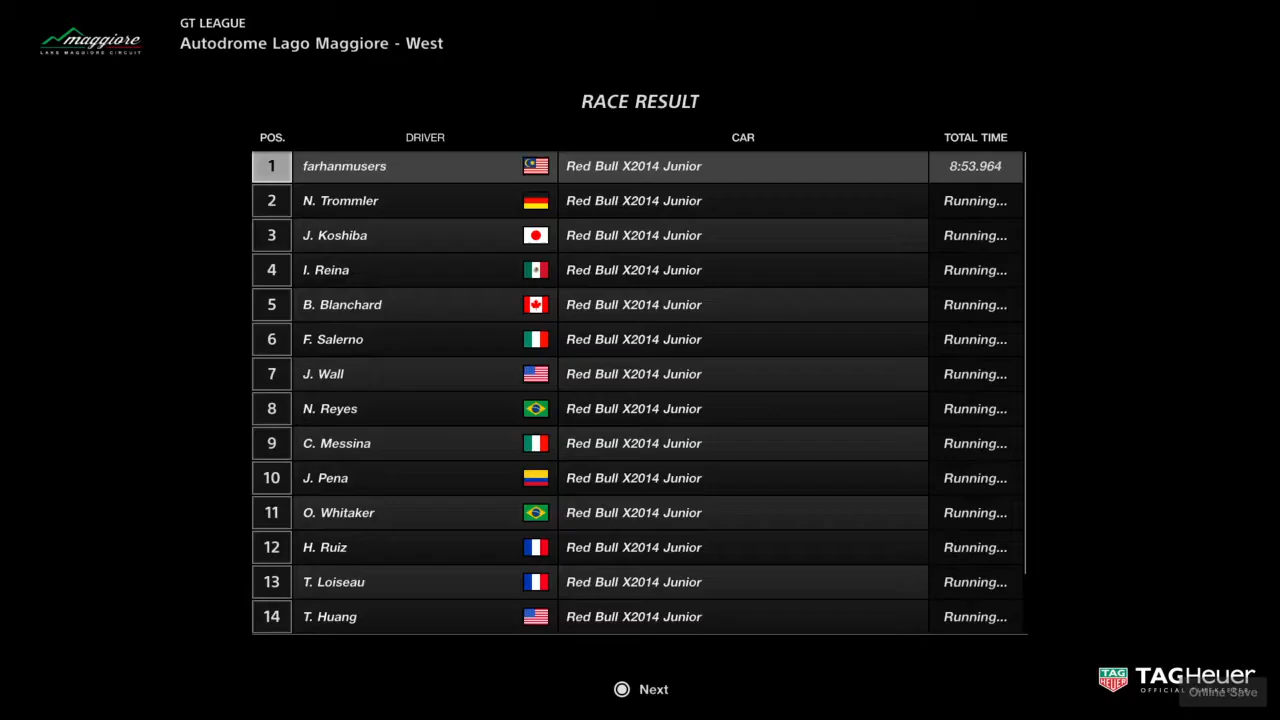 GT LEAGUE
maggiore
LAKE MAGGIORE CIRCUIT
Autodrome Lago Maggiore - West
RACE RESULT
POS. DRIVER CAR TOTAL TIME
1 farhanmusers Red Bull X2014 Junior 8:53.964
2 N. Trommler Red Bull X2014 Junior Running...
3 J. Koshiba Red Bull X2014 Junior Running...
4 I. Reina Red Bull X2014 Junior Running...
5 B. Blanchard Red Bull X2014 Junior Running...
6 F. Salerno Red Bull X2014 Junior Running...
7 J. Wall Red Bull X2014 Junior Running...
8 N. Reyes Red Bull X2014 Junior Running...
9 C. Messina Red Bull X2014 Junior Running...
10 J. Pena Red Bull X2014 Junior Running...
11 O. Whitaker Red Bull X2014 Junior Running...
12 H. Ruiz Red Bull X2014 Junior Running...
13 T. Loiseau Red Bull X2014 Junior Running...
14 T. Huang Red Bull X2014 Junior Running...
Next
TAG HEUER
TAGHeuer
OFFICIAL
Online Save